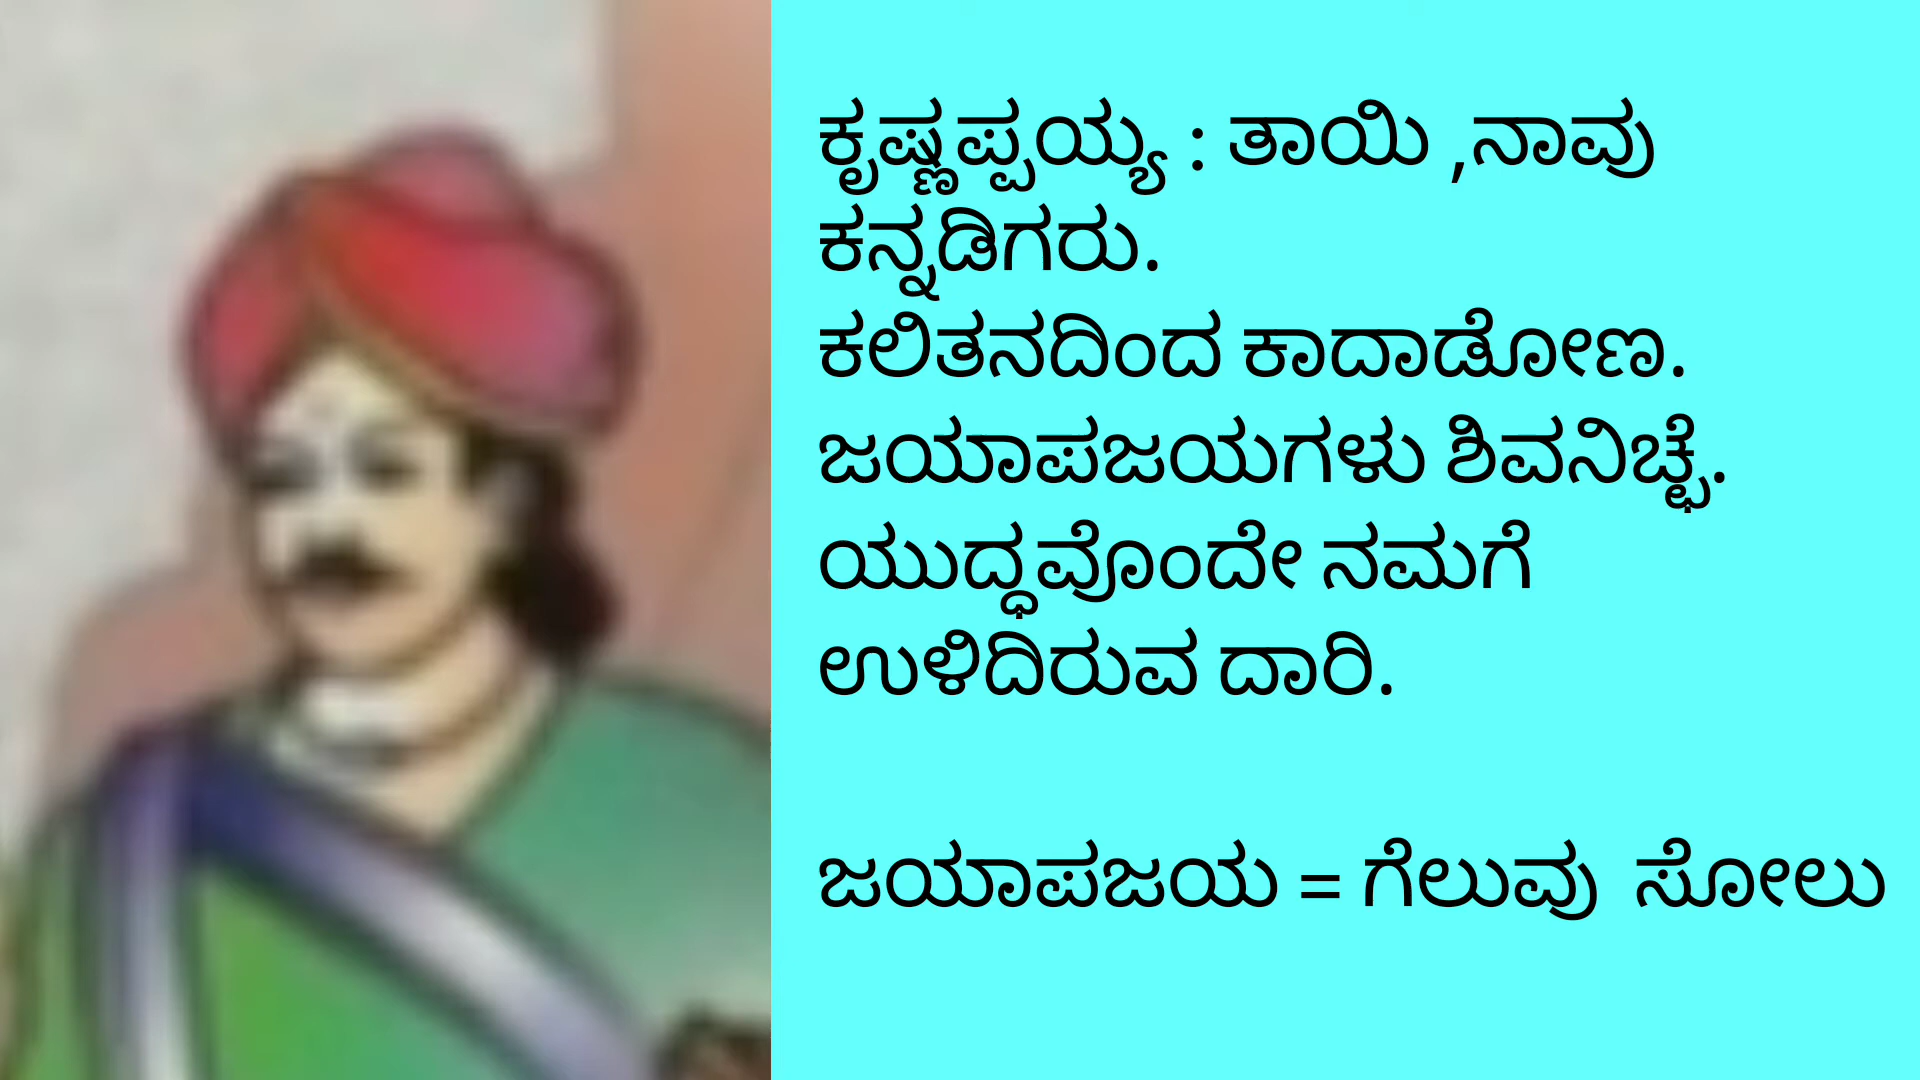 ಕೃಷ್ಣಪ್ಪಯ್ಯ : ತಾಯಿ ,ನಾವು
ಕನ್ನಡಿಗರು.
ಕಲಿತನದಿಂದ ಕಾದಾಡೋಣ.
ಜಯಾಪಜಯಗಳು ಶಿವನಿಚ್ಛೆ.
ಯುದ್ಧವೊಂದೇ ನಮಗೆ
ಉಳಿದಿರುವ ದಾರಿ.
ಜಯಾಪಜಯ = ಗೆಲುವು ಸೋಲು